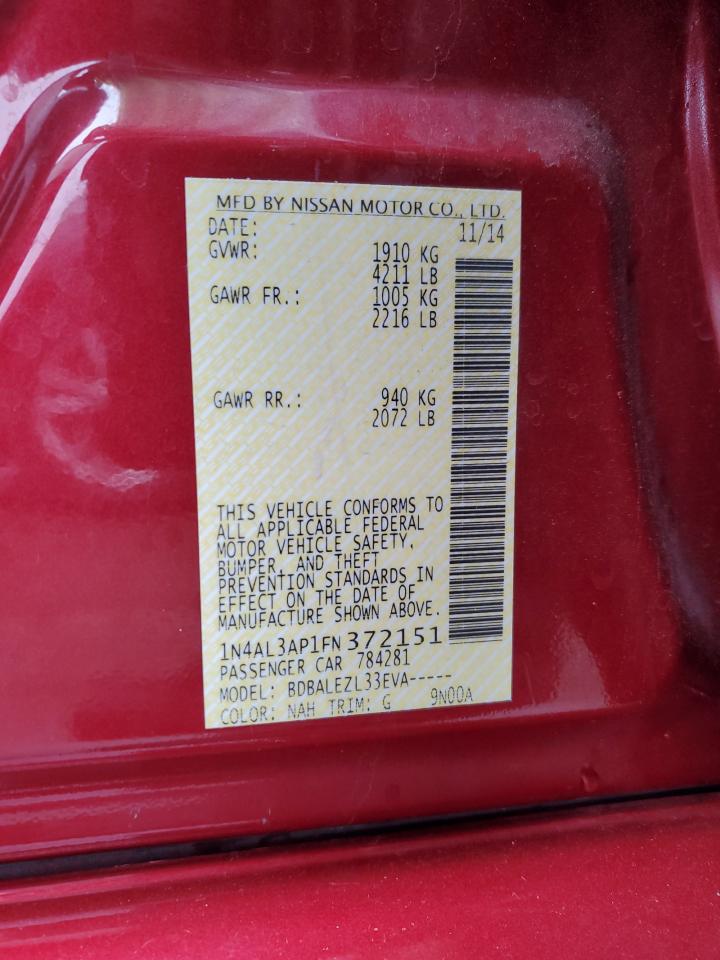 MFD BY NISSAN MOTOR CO., LTD.
DATE: 11/14
GVWR: 1910 KG
4211 LB
GAWR FR.: 1005 KG
2216 LB
GAWR RR.: 940 KG
2072 LB
THIS VEHICLE CONFORMS TO
ALL APPLICABLE FEDERAL
MOTOR VEHICLE SAFETY,
BUMPER, AND THEFT
PREVENTION STANDARDS IN
EFFECT ON THE DATE OF
MANUFACTURE SHOWN ABOVE.
1N4AL3AP1FN372151
PASSENGER CAR 784281
MODEL: BDBALEZL33EVA-----
COLOR: NAH TRIM: G 9N00A